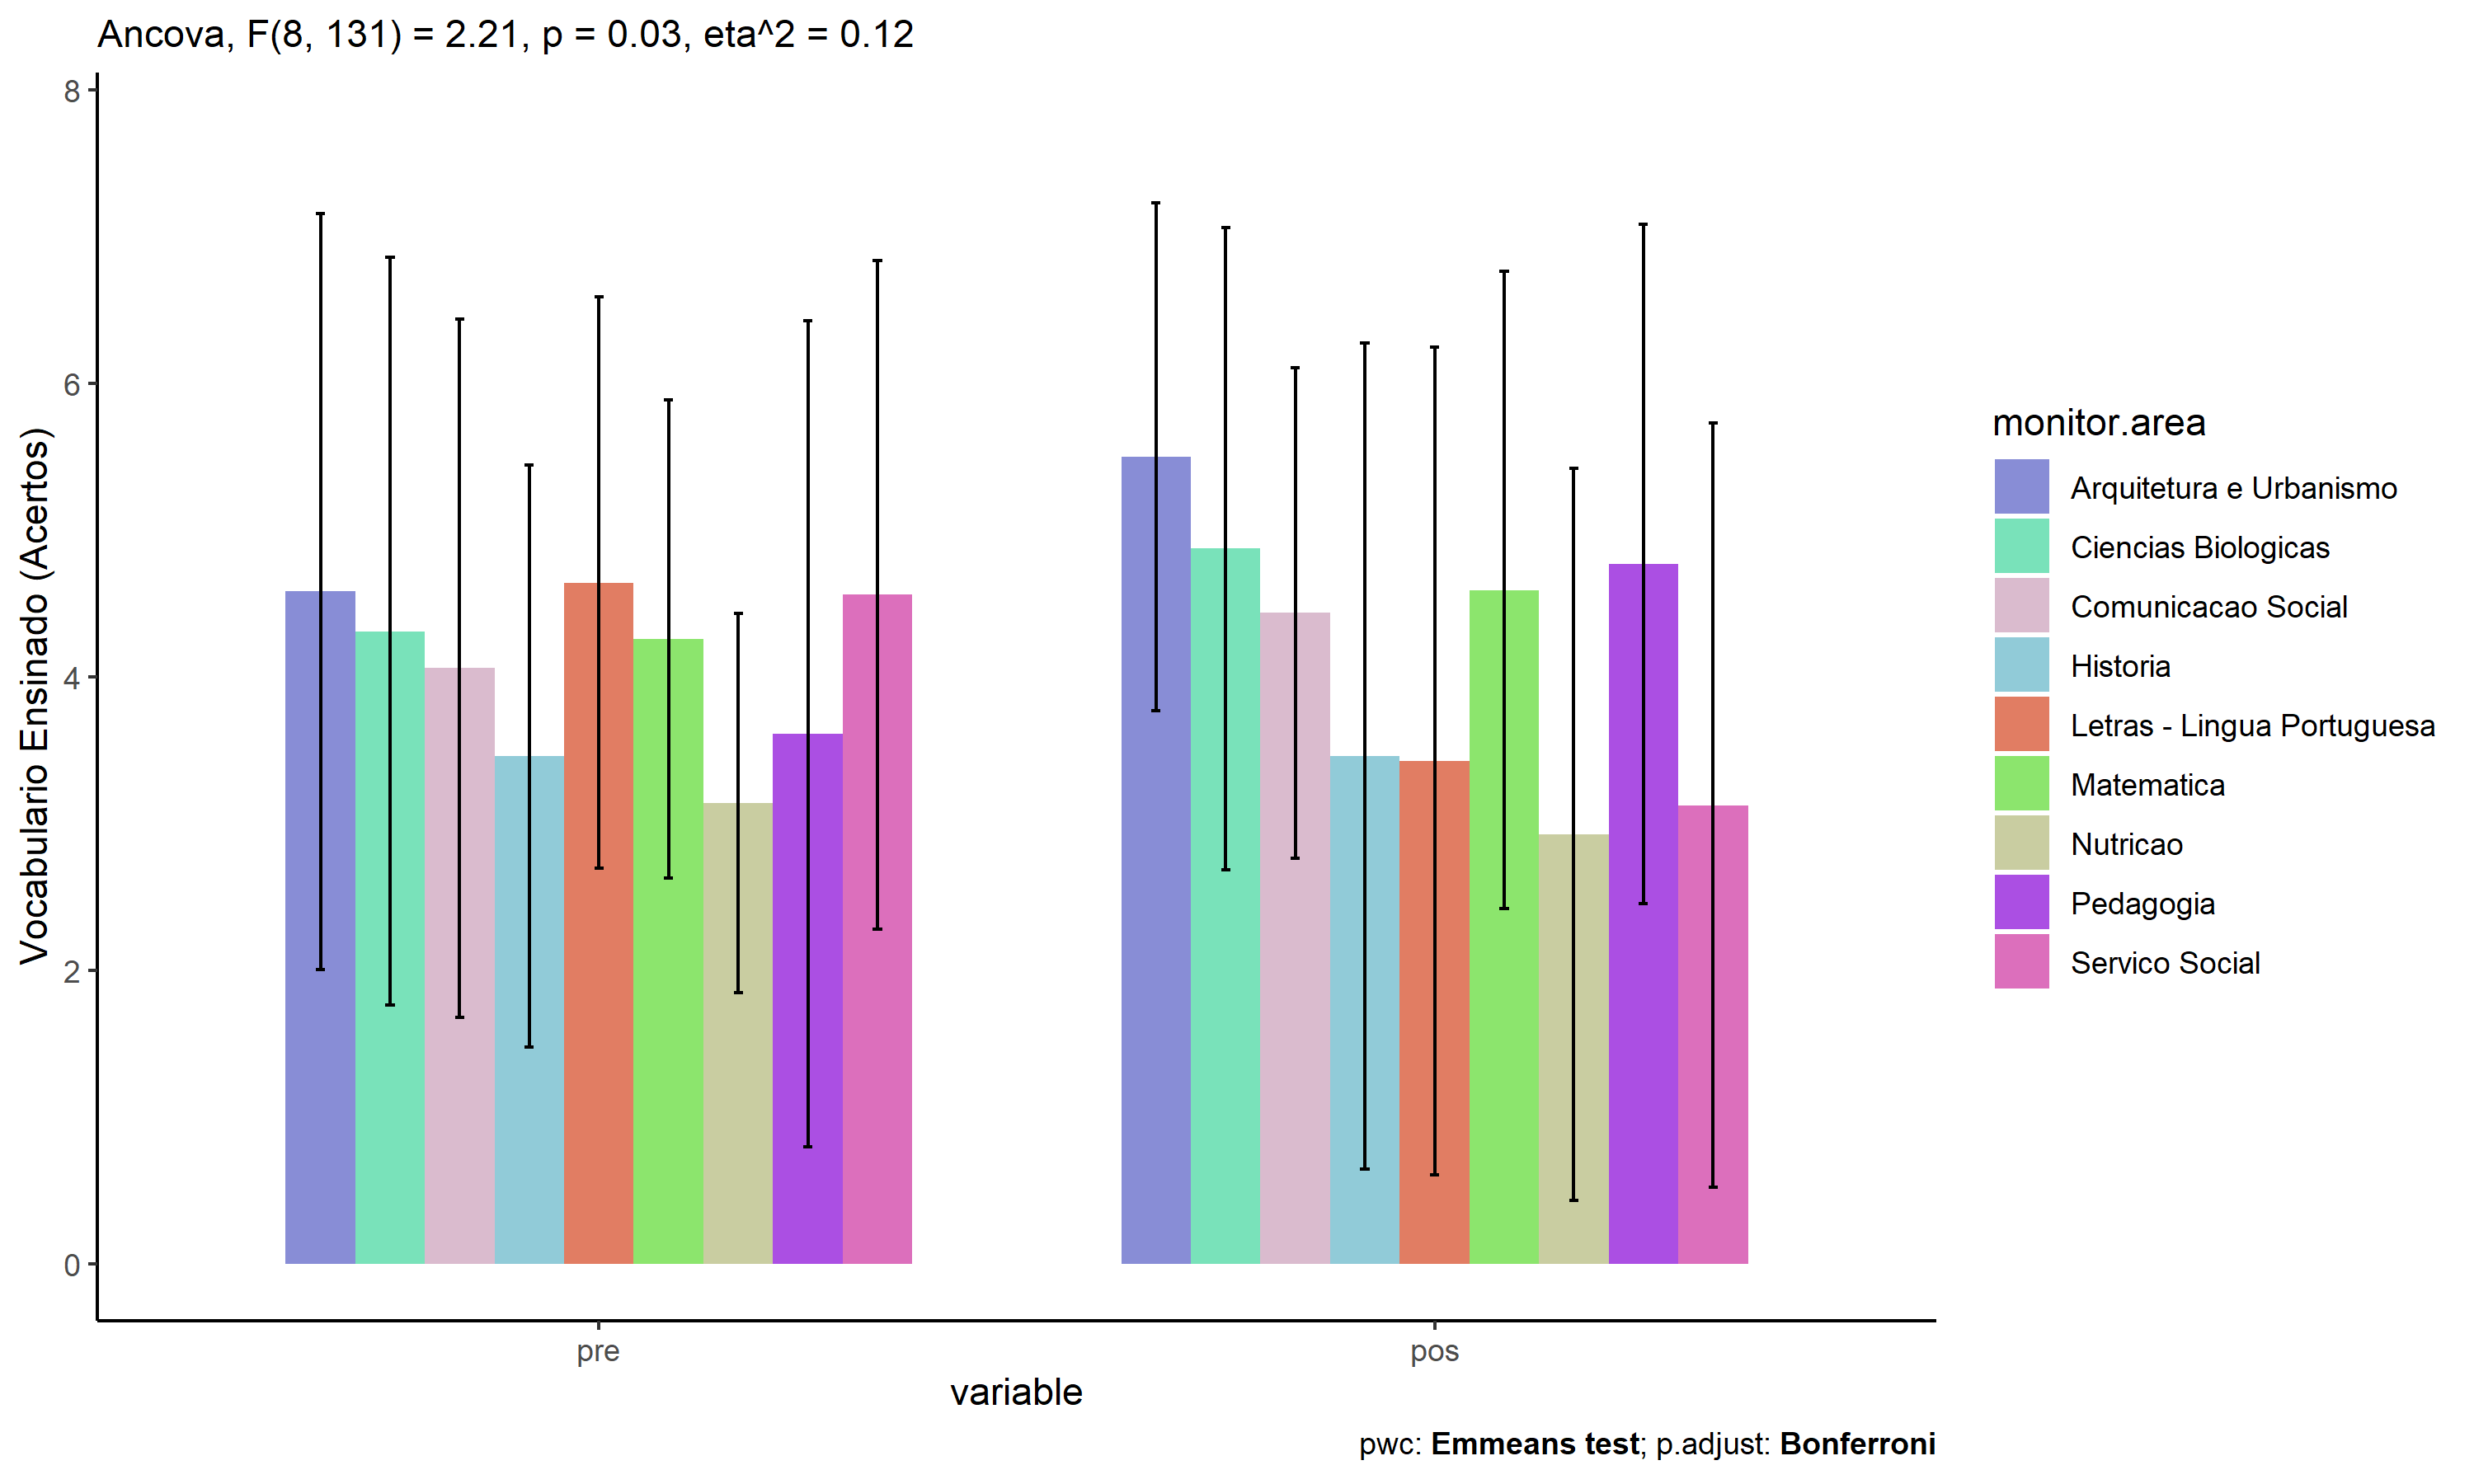 Ancova, F(8, 131) = 2.21, p = 0.03, eta^2 = 0.12
8
6
4
2
0
Vocabulario Ensinado (Acertos)
pre
pos
variable
pwc: Emmeans test; p.adjust: Bonferroni
monitor.area
Arquitetura e Urbanismo
Ciencias Biologicas
Comunicacao Social
Historia
Letras - Lingua Portuguesa
Matematica
Nutricao
Pedagogia
Servico Social